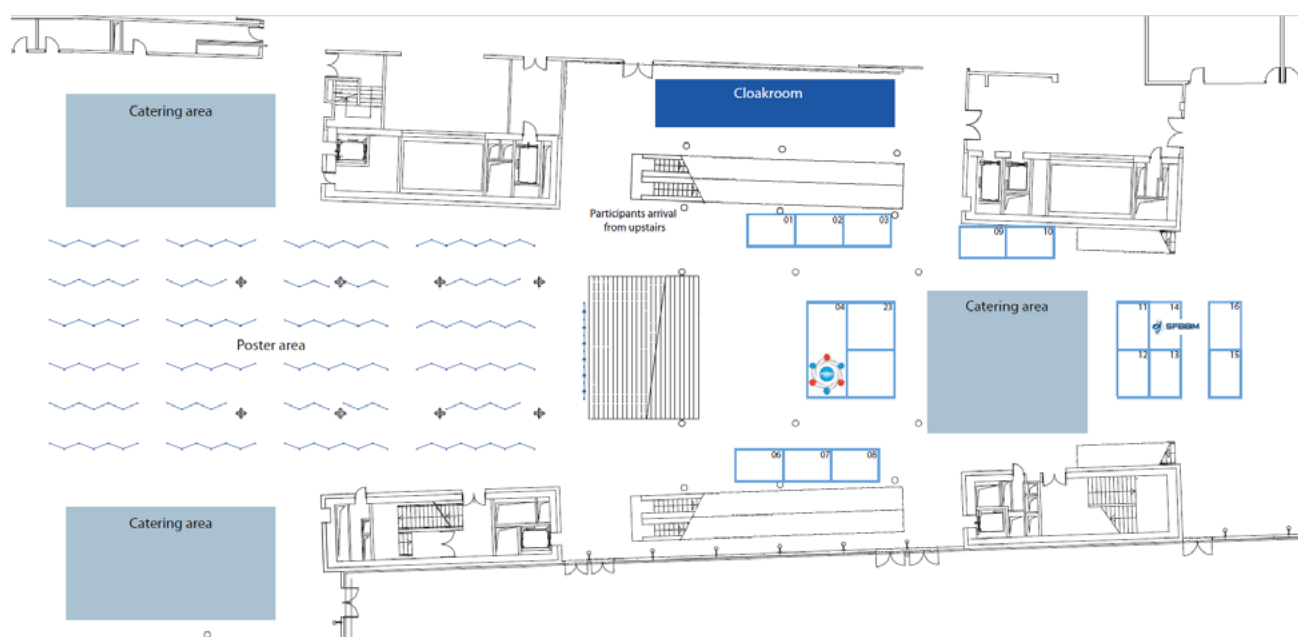 Catering area
Cloakroom
Participants arrival
from upstairs
01
02
03
09
10
04
23
Catering area
11
14
16
SFBBM
Poster area
12
13
15
06
07
08
Catering area